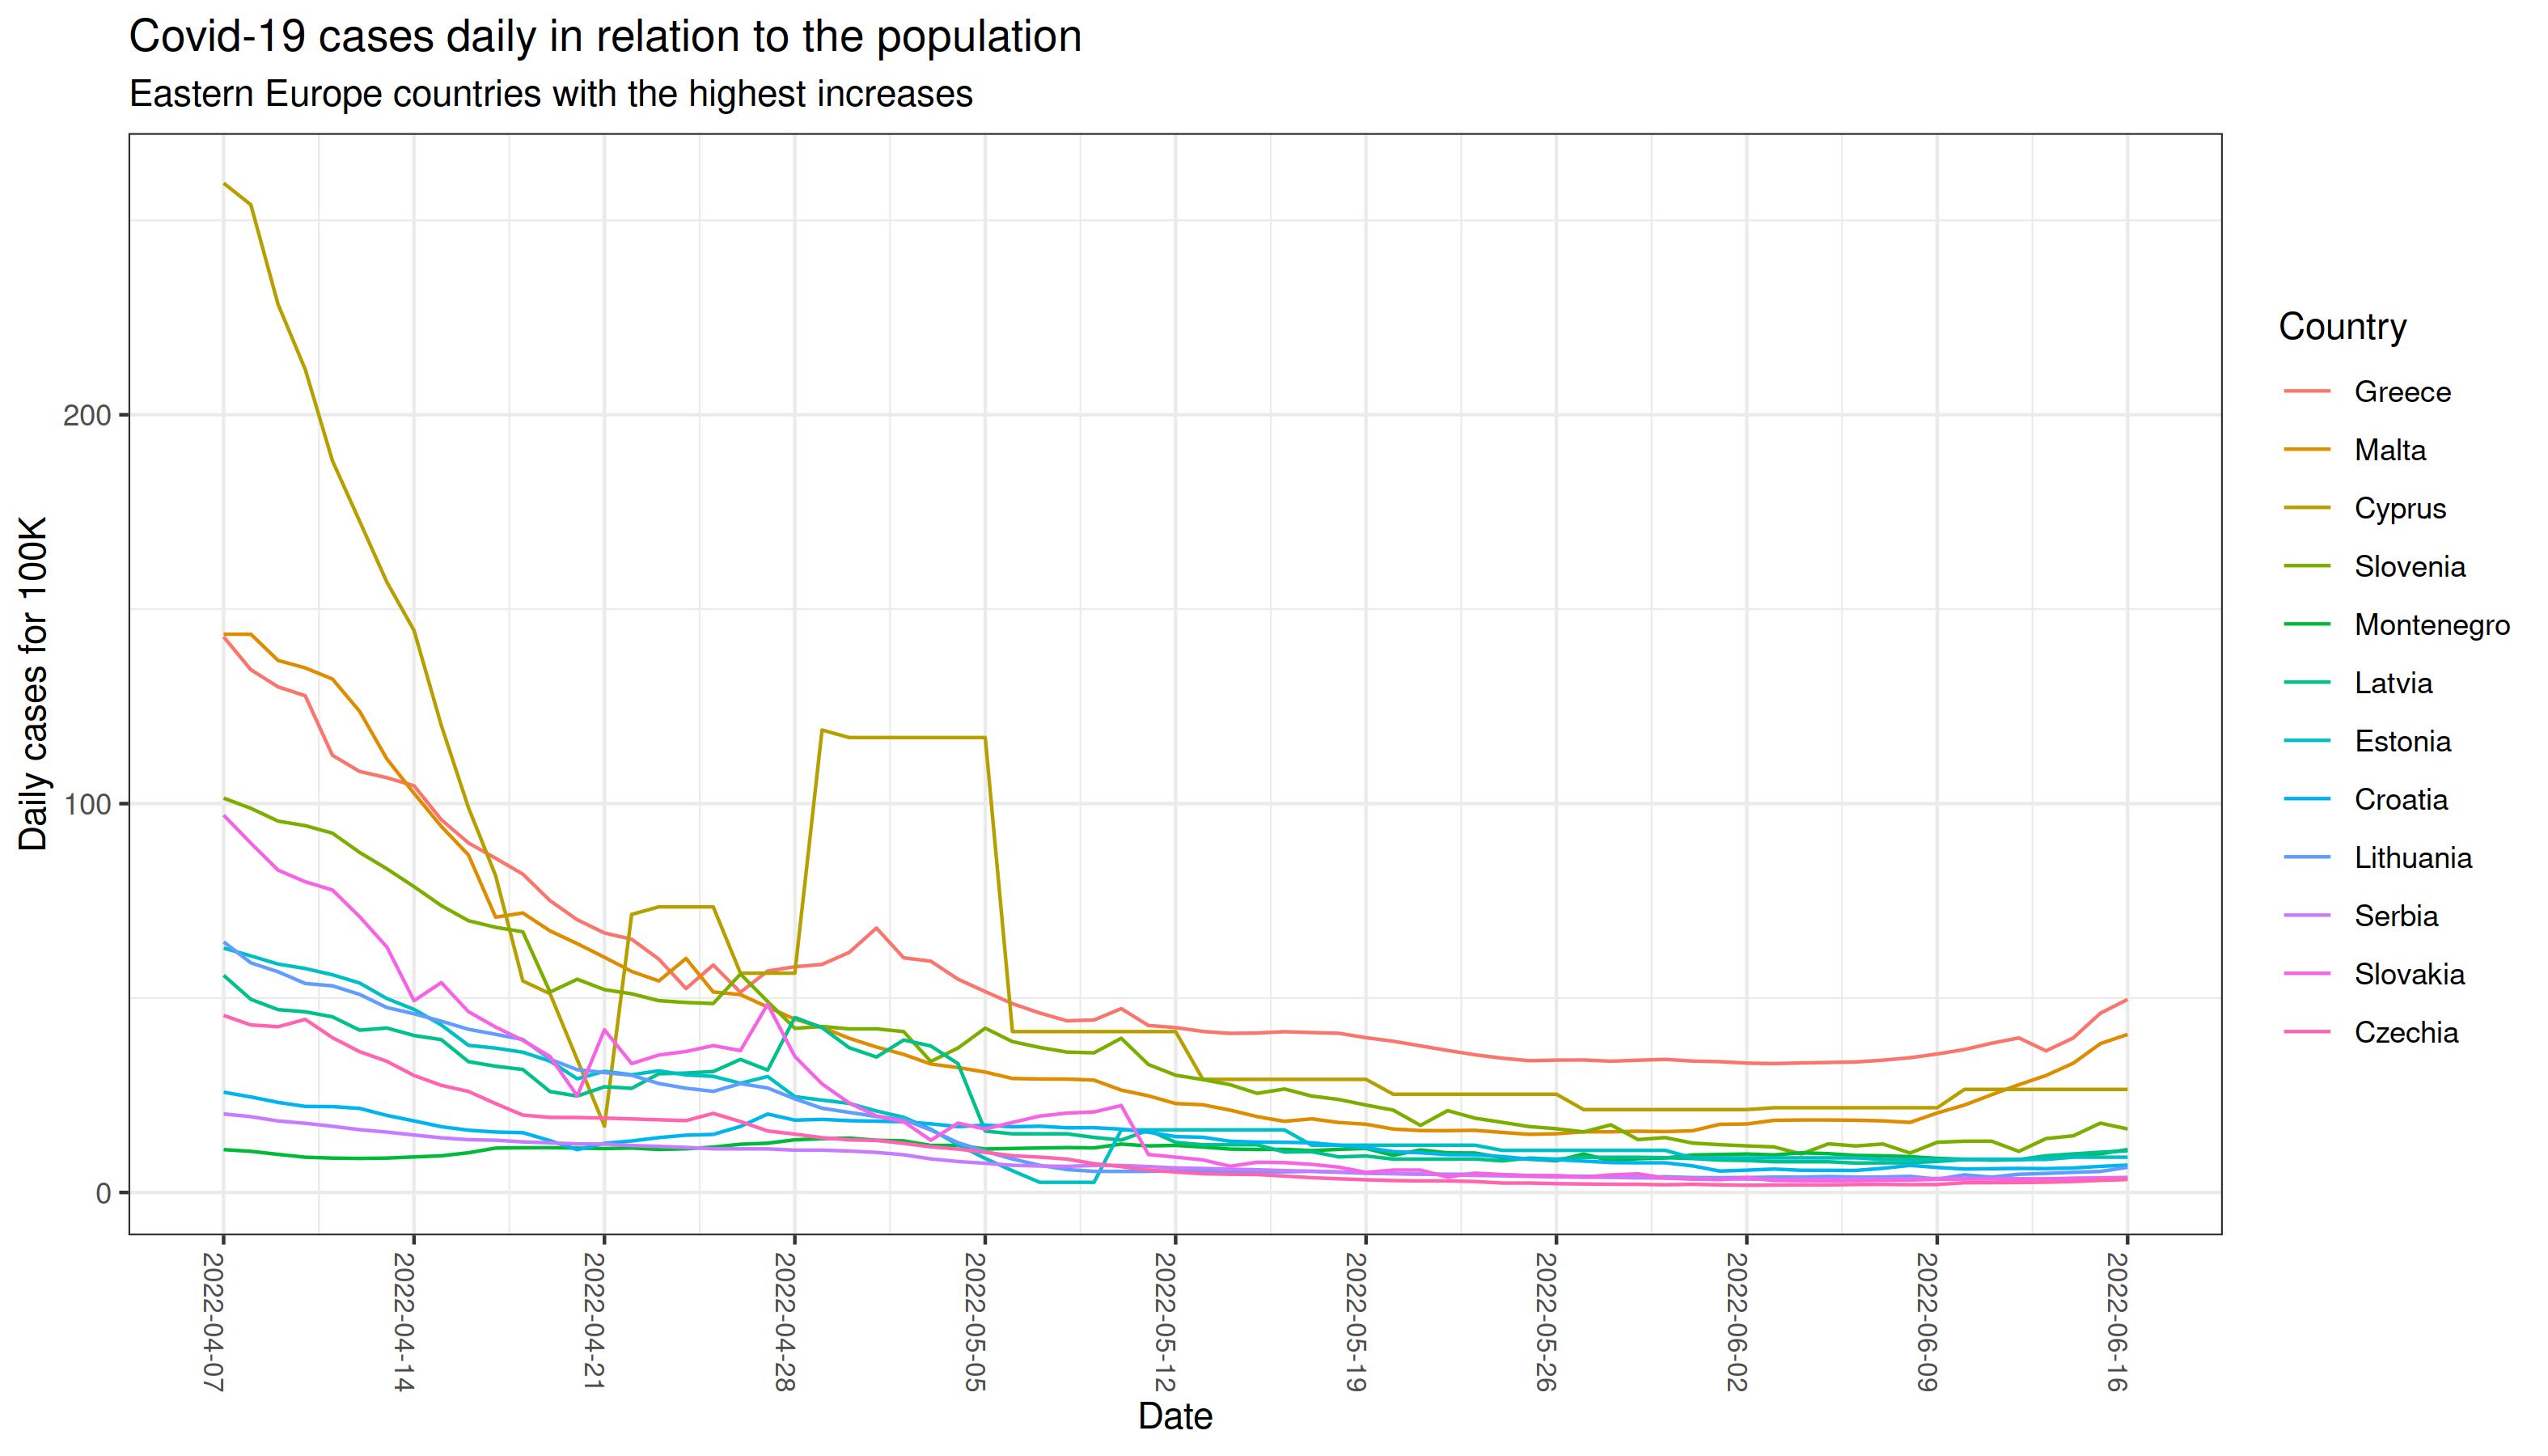 Covid-19 cases daily in relation to the population
Eastern Europe countries with the highest increases
Daily cases for 100K
200
100
0
2022-04-07
2022-04-14
2022-04-21
2022-04-28
2022-05-05
2022-05-12
2022-05-19
2022-05-26
2022-06-02
2022-06-09
2022-06-16
Date
Country
Greece
Malta
Cyprus
Slovenia
Montenegro
Latvia
Estonia
Croatia
Lithuania
Serbia
Slovakia
Czechia